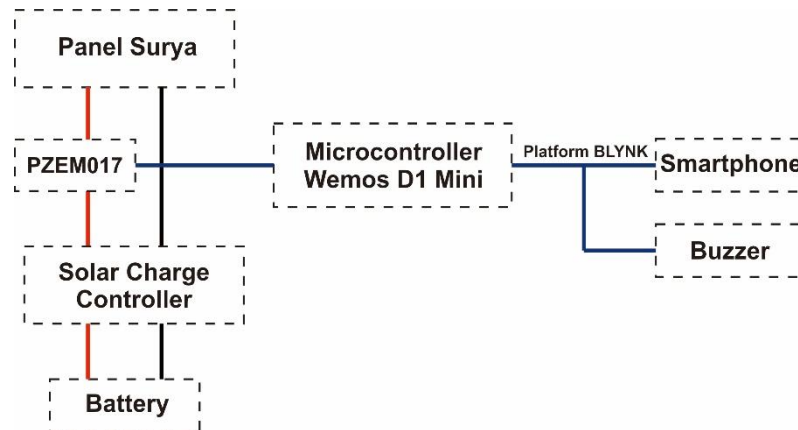 Panel Surya
PZEM017
Microcontroller
Wemos D1 Mini
Platform BLYNK
Smartphone
Buzzer
Solar Charge
Controller
Battery